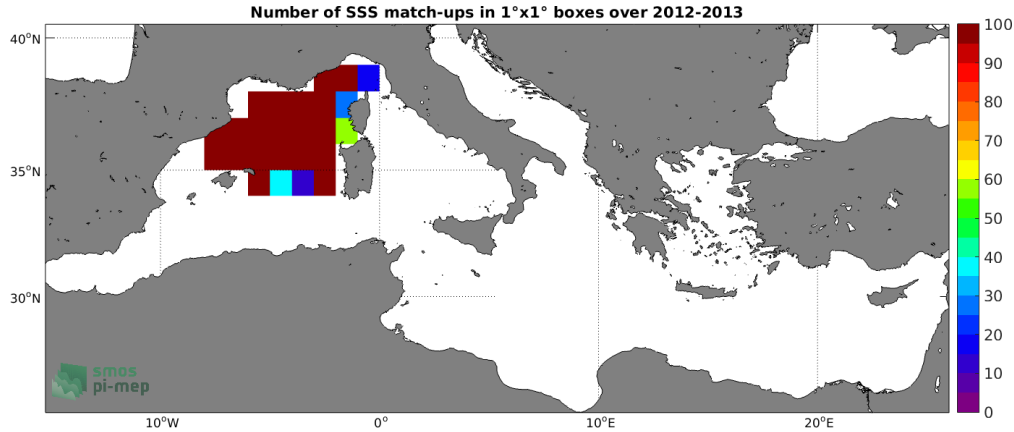 Number of SSS match-ups in 1°x1° boxes over 2012-2013
40°N
35°N
30°N
10°W
0°
10°E
20°E
100
90
80
70
60
50
40
30
20
10
0
smos
pi-mep